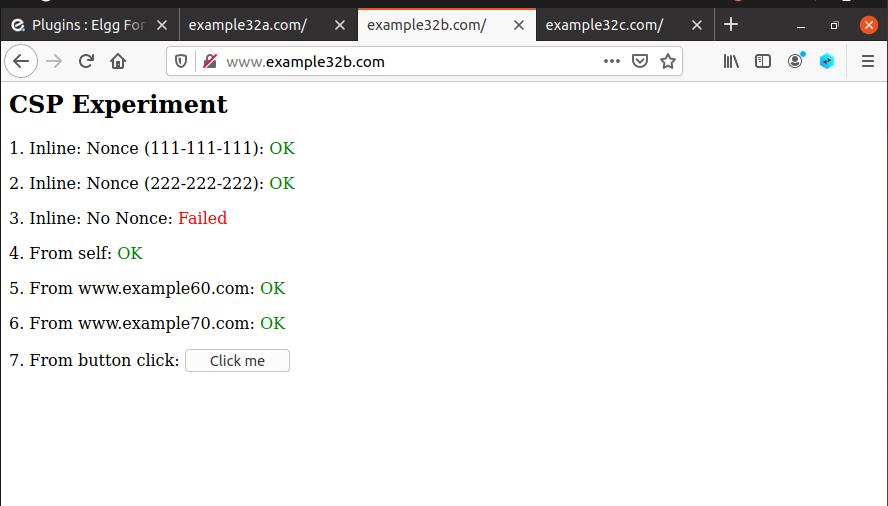 Plugins : Elgg For
example32a.com/
example32b.com/
example32c.com/
www.example32b.com
CSP Experiment
1. Inline: Nonce (111-111-111): OK
2. Inline: Nonce (222-222-222): OK
3. Inline: No Nonce: Failed
4. From self: OK
5. From www.example60.com: OK
6. From www.example70.com: OK
7. From button click: Click me